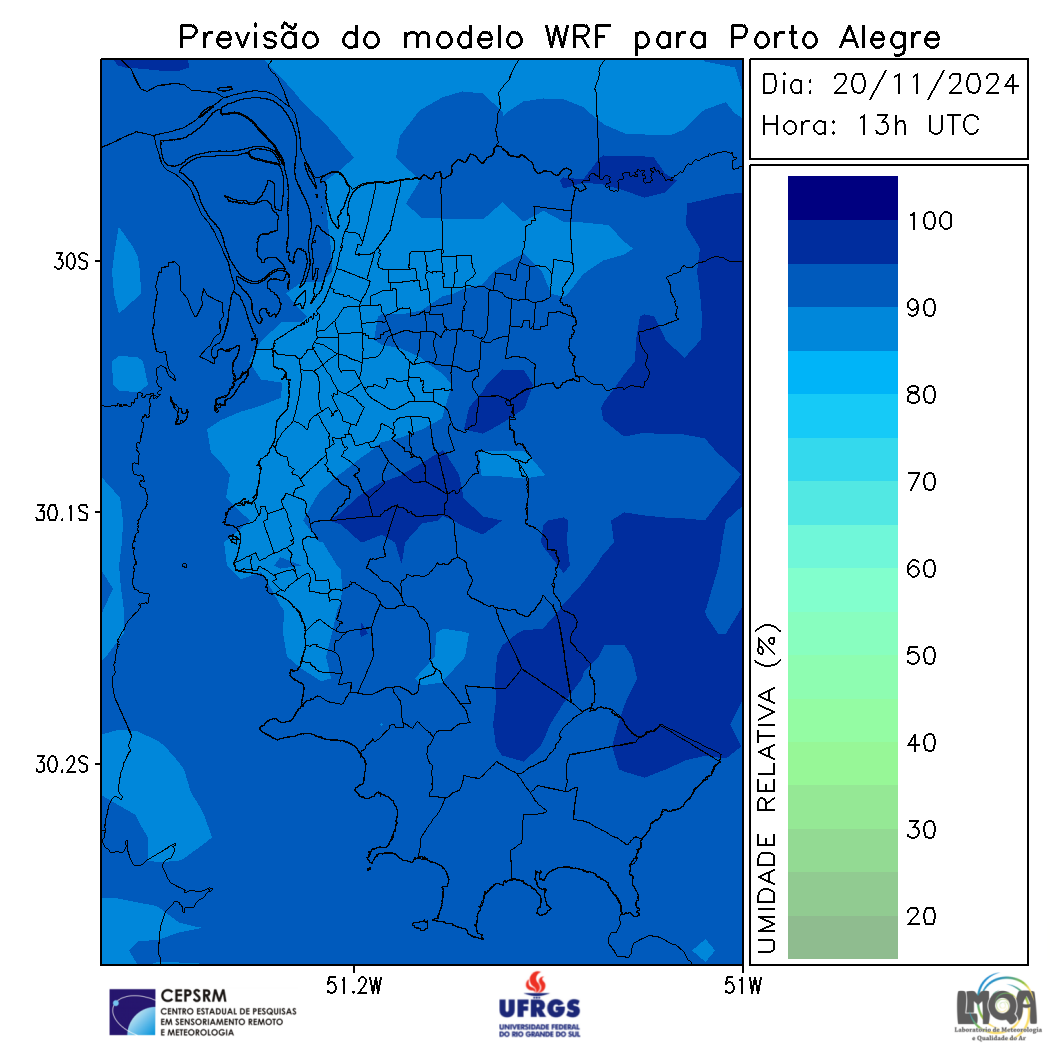 Previsão do modelo WRF para Porto Alegre
Dia: 20/11/2024
Hora: 13h UTC
30S
30.1S
30.2S
51.2W
51W
UMIDADE RELATIVA (%)
100
90
80
70
60
50
40
30
20
CEPSRM
CENTRO ESTADUAL DE PESQUISAS
EM SENSORIAMENTO REMOTO
E METEOROLOGIA
UFRGS
UNIVERSIDADE FEDERAL
DO RIO GRANDE DO SUL
LMQA
Laboratório de Meteorologia
e Qualidade do Ar